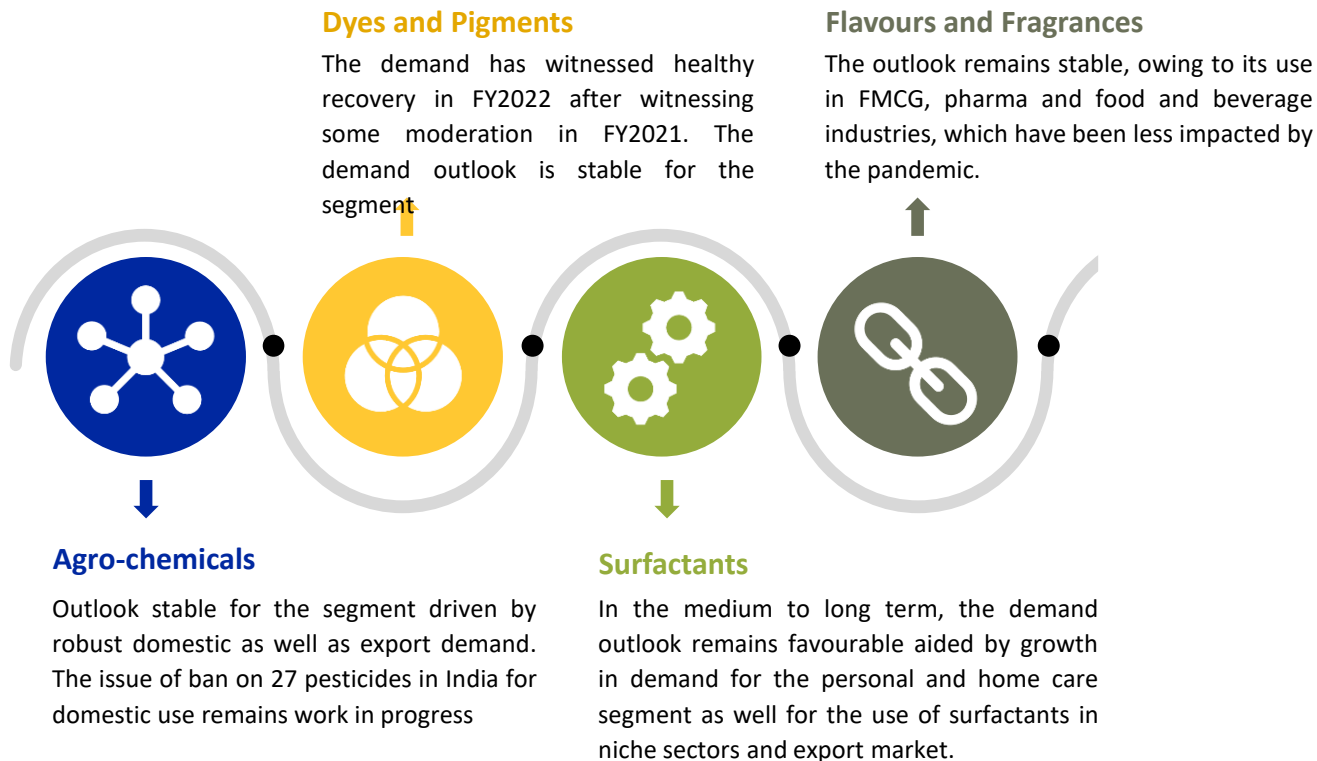 Dyes and Pigments
The demand has witnessed healthy
recovery in FY2022 after witnessing
some moderation in FY2021. The
demand outlook is stable for the
segment
Flavours and Fragrances
The outlook remains stable, owing to its use
in FMCG, pharma and food and beverage
industries, which have been less impacted by
the pandemic.
Agro-chemicals
Outlook stable for the segment driven by
robust domestic as well as export demand.
The issue of ban on 27 pesticides in India for
domestic use remains work in progress
Surfactants
In the medium to long term, the demand
outlook remains favourable aided by growth
in demand for the personal and home care
segment as well for the use of surfactants in
niche sectors and export market.